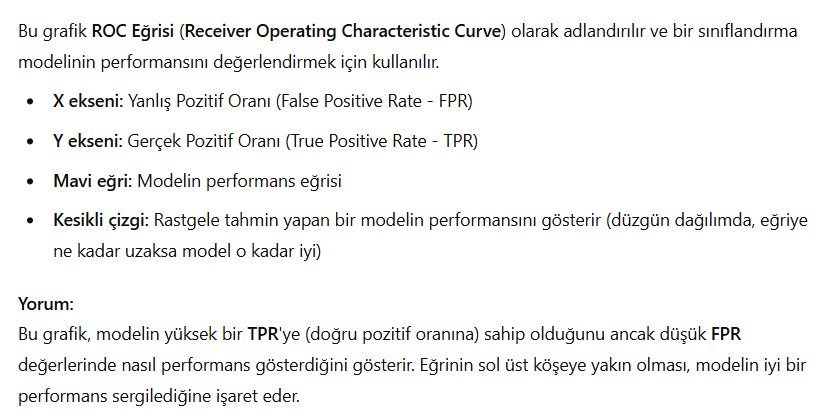 Bu grafik ROC Eğrisi (Receiver Operating Characteristic Curve) olarak adlandırılır ve bir sınıflandırma
modelinin performansını değerlendirmek için kullanılır.
• X ekseni: Yanlış Pozitif Oranı (False Positive Rate - FPR)
• Y ekseni: Gerçek Pozitif Oranı (True Positive Rate - TPR)
• Mavi eğri: Modelin performans eğrisi
• Kesikli çizgi: Rastgele tahmin yapan bir modelin performansını gösterir (düzgün dağılımda, eğriye
ne kadar uzaksa model o kadar iyi)
Yorum:
Bu grafik, modelin yüksek bir TPR'ye (doğru pozitif oranına) sahip olduğunu ancak düşük FPR
değerlerinde nasıl performans gösterdiğini gösterir. Eğrinin sol üst köşeye yakın olması, modelin iyi bir
performans sergilediğine işaret eder.